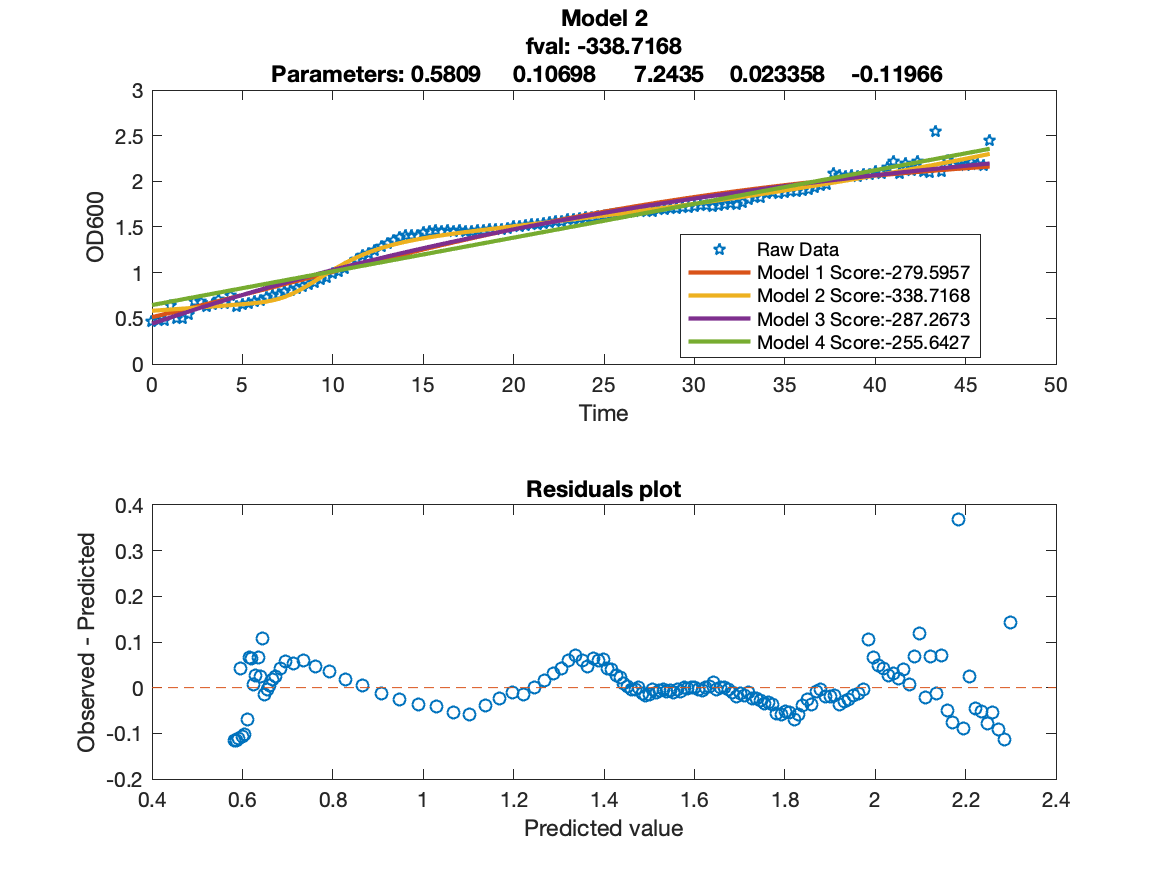 Model 2
fval: -338.7168
Parameters: 0.5809 0.10698 7.2435 0.023358 -0.11966
3
2.5
2
1.5
1
0.5
0
OD600
Raw Data
Model 1 Score:-279.5957
Model 2 Score:-338.7168
Model 3 Score:-287.2673
Model 4 Score:-255.6427
0 5 10 15 20 25 30 35 40 45 50
Time
Residuals plot
0.4
0.3
0.2
0.1
0
-0.1
-0.2
Observed - Predicted
0.4 0.6 0.8 1 1.2 1.4 1.6 1.8 2 2.2 2.4
Predicted value